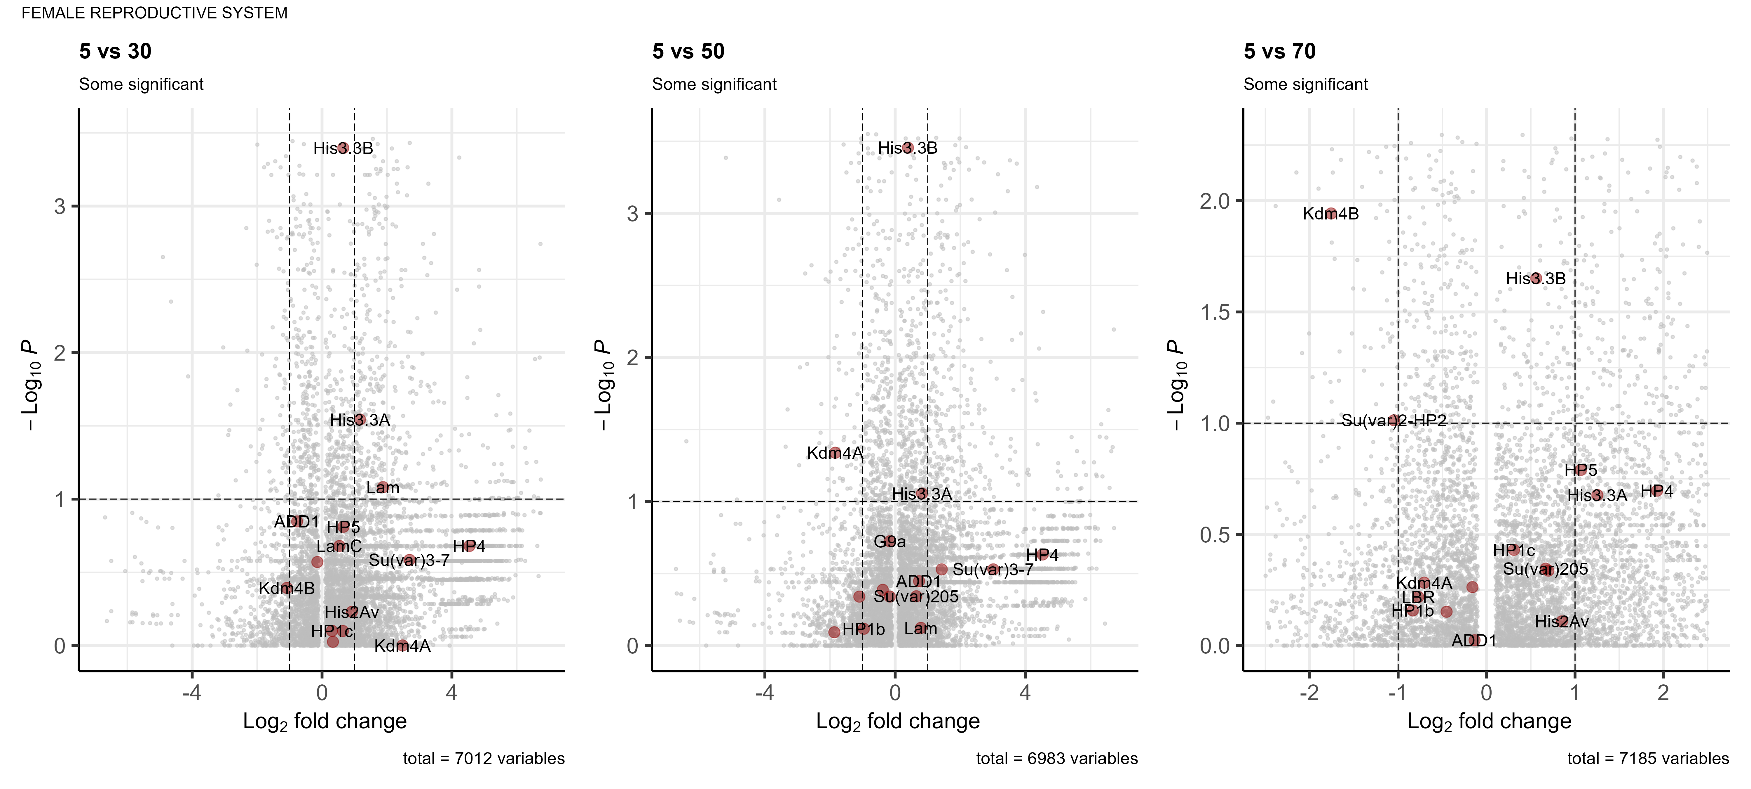 FEMALE REPRODUCTIVE SYSTEM
5 vs 30
Some significant
− Log10 P
3
2
1
0
His3.3B
His3.3A
Lam
ADD1
HP5
LamC
HP4
Su(var)3-7
Kdm4B
His2Av
HP1c
Kdm4A
-4
0
4
Log2 fold change
total = 7012 variables
5 vs 50
Some significant
− Log10 P
3
2
1
0
His3.3B
Kdm4A
His3.3A
G9a
HP4
Su(var)3-7
ADD1
Su(var)205
HP1b
Lam
-4
0
4
Log2 fold change
total = 6983 variables
5 vs 70
Some significant
− Log10 P
2.0
1.5
1.0
0.5
0.0
Kdm4B
His3.3B
Su(var)2-HP2
HP5
His3.3A
HP4
HP1c
Su(var)205
Kdm4A
LBR
HP1b
His2Av
ADD1
-2
-1
0
1
2
Log2 fold change
total = 7185 variables